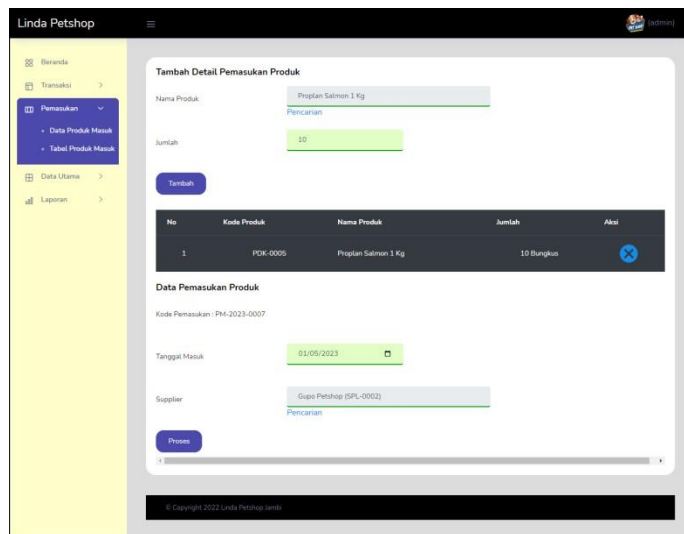 Linda Petshop
(admin)
Beranda
Transaksi
Pemasukan
Data Produk Masuk
Tabel Produk Masuk
Data Utama
Laporan
Tambah Detail Pemasukan Produk
Nama Produk
Proplan Salmon 1 Kg
Pencarian
Jumlah
10
Tambah
No Kode Produk Nama Produk Jumlah Aksi
1 PDK-0005 Proplan Salmon 1 Kg 10 Bungkus
Data Pemasukan Produk
Kode Pemasukan : PM-2023-0007
Tanggal Masuk
01/05/2023
Supplier
Gupo Petshop (SPL-0002)
Pencarian
Proses
© Copyright 2022 Linda Petshop Jambi